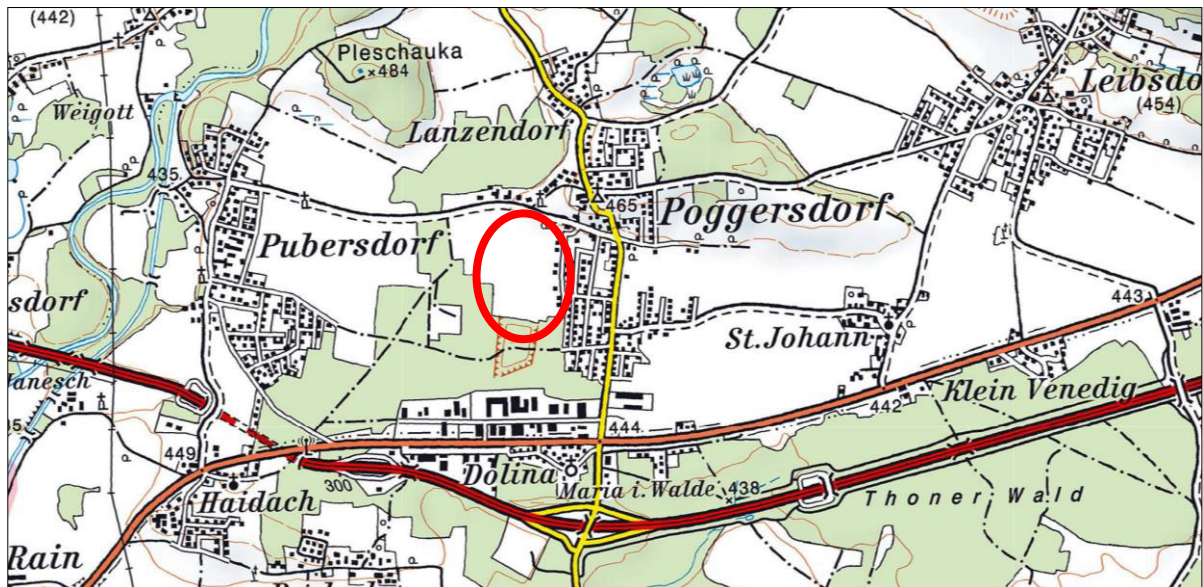 (442)
Pleschauka
484
Leibsdo
(454)
Weigott
Lanzendorf
435
465
Poggersdorf
Pubersdorf
sdorf
443
St.Johann
anesch
Klein Venedig
442
444
449
Dolina
300
Maria i. Walde
438
Haidach
Thoner Wald
Rain